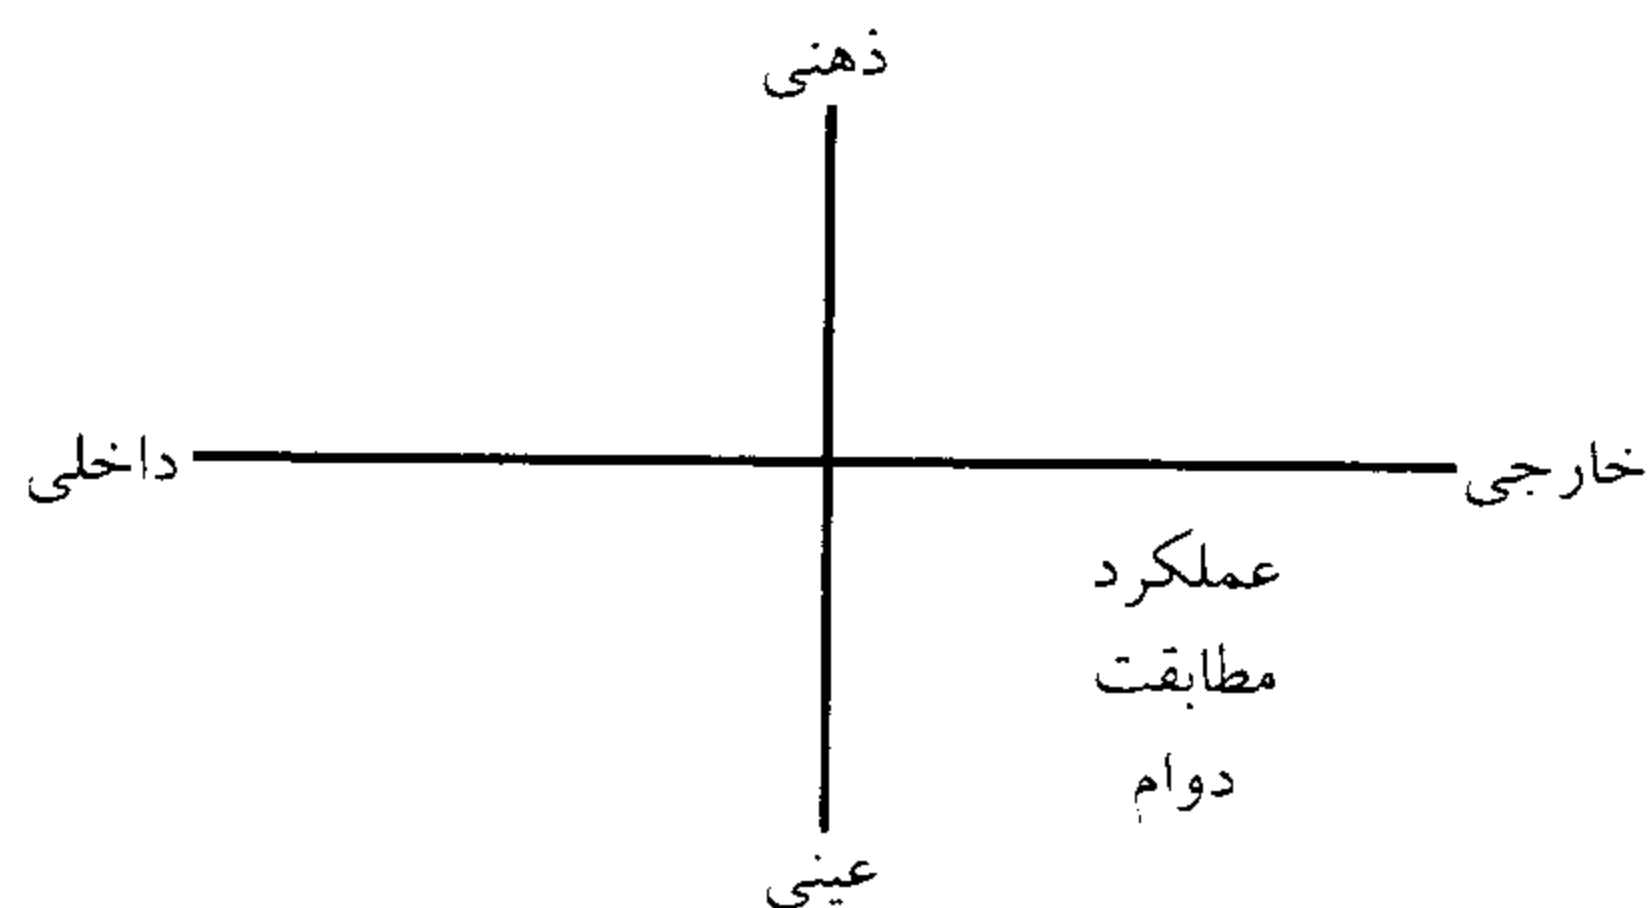 ذهنی
خارجی
داخلی
عملکرد
مطابقت
دوام
عینی